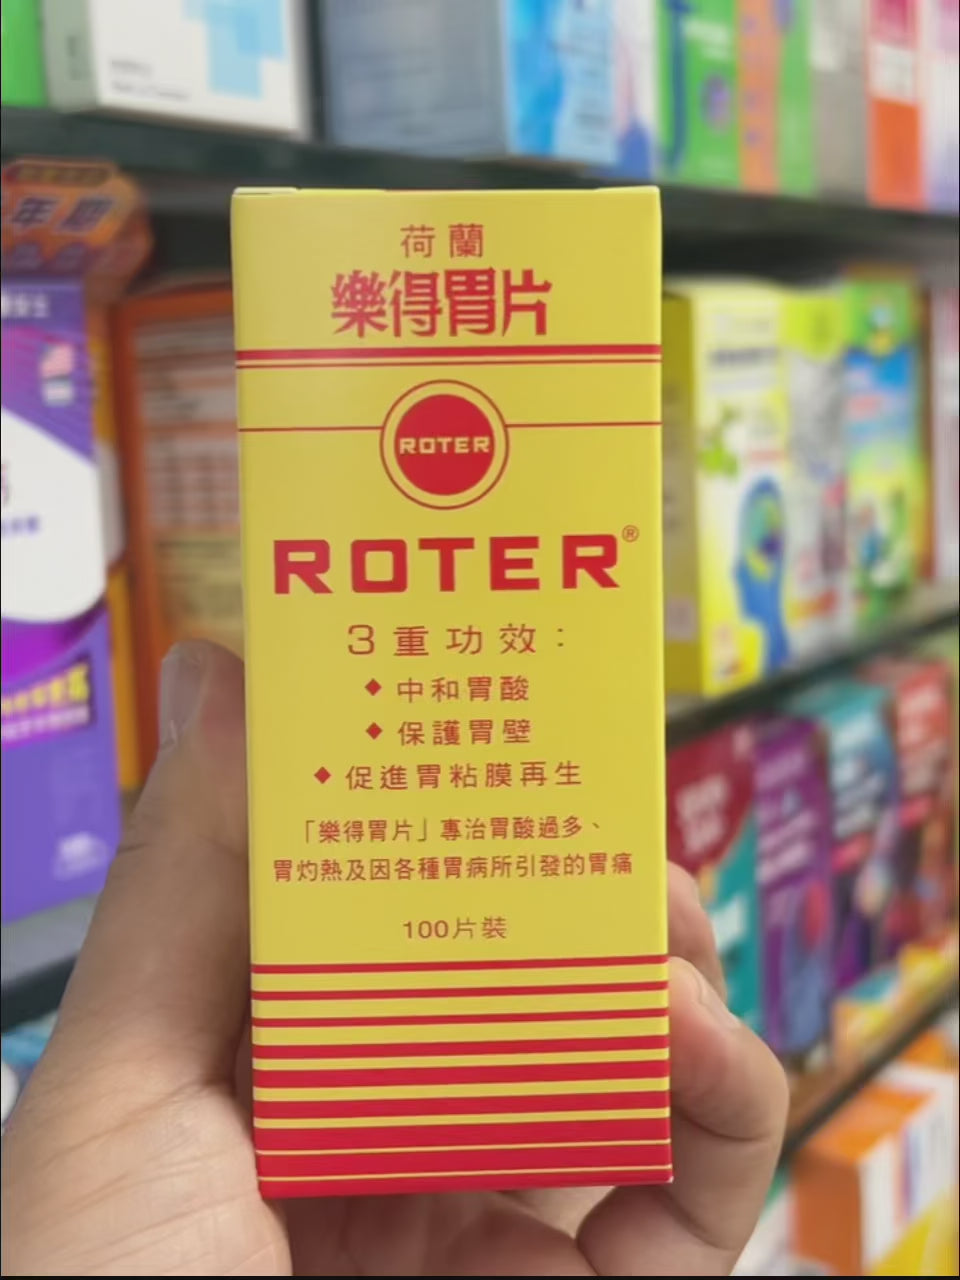 荷蘭
樂得胃片
ROTER
ROTER®
3重功效：
◆ 中和胃酸
◆ 保護胃壁
◆ 促進胃粘膜再生
「樂得胃片」專治胃酸過多、
胃灼熱及因各種胃病所引發的胃痛
100片裝
年期